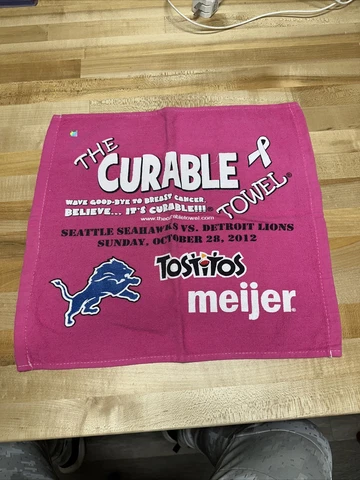 THE
CURABLE
TOWEL®
WAVE GOOD-BYE TO BREAST CANCER.
BELIEVE... IT'S CURABLE!!!®
www.thecurabletowel.com
SEATTLE SEAHAWKS VS. DETROIT LIONS
SUNDAY, OCTOBER 28, 2012
TOSTITOS
meijer